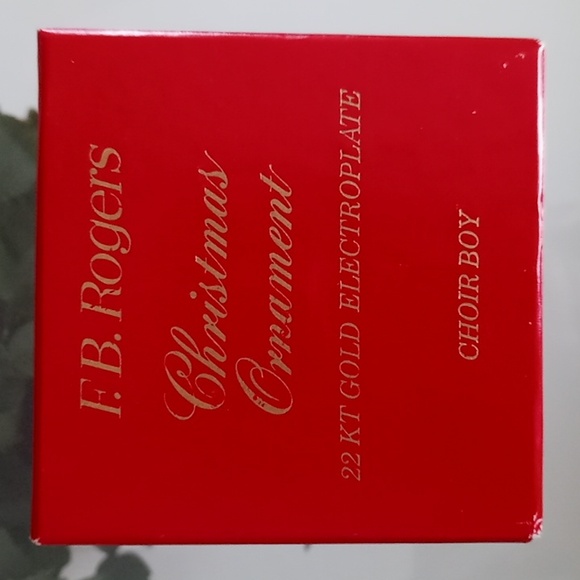 F.B. Rogers
Christmas
Ornament
22 KT GOLD ELECTROPLATE
CHOIR BOY